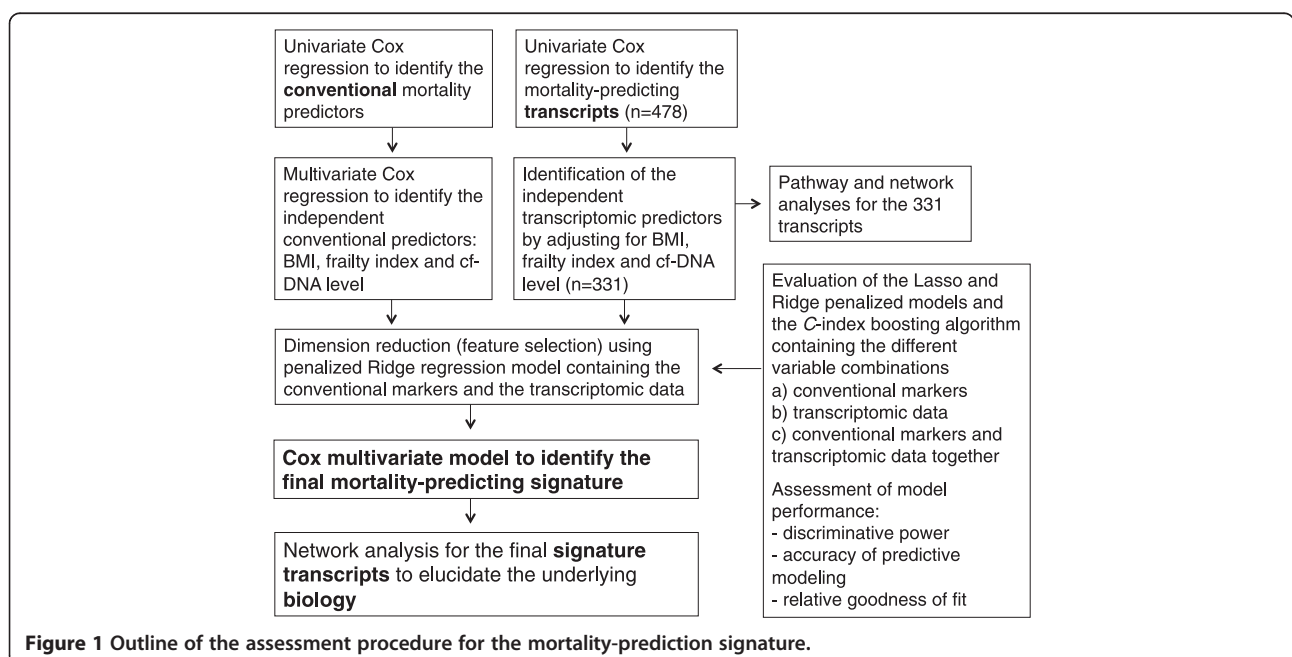 Univariate Cox
regression to identify the
conventional mortality
predictors
Univariate Cox
regression to identify the
mortality-predicting
transcripts (n=478)
Multivariate Cox
regression to identify the
independent
conventional predictors:
BMI, frailty index and cf-
DNA level
Identification of the
independent
transcriptomic predictors
by adjusting for BMI,
frailty index and cf-DNA
level (n=331)
Pathway and network
analyses for the 331
transcripts
Evaluation of the Lasso and
Ridge penalized models and
the C-index boosting algorithm
containing the different
variable combinations
a) conventional markers
b) transcriptomic data
c) conventional markers and
transcriptomic data together
Assessment of model
performance:
- discriminative power
- accuracy of predictive
modeling
- relative goodness of fit
Dimension reduction (feature selection) using
penalized Ridge regression model containing the
conventional markers and the transcriptomic data
Cox multivariate model to identify the
final mortality-predicting signature
Network analysis for the final signature
transcripts to elucidate the underlying
biology
Figure 1 Outline of the assessment procedure for the mortality-prediction signature.